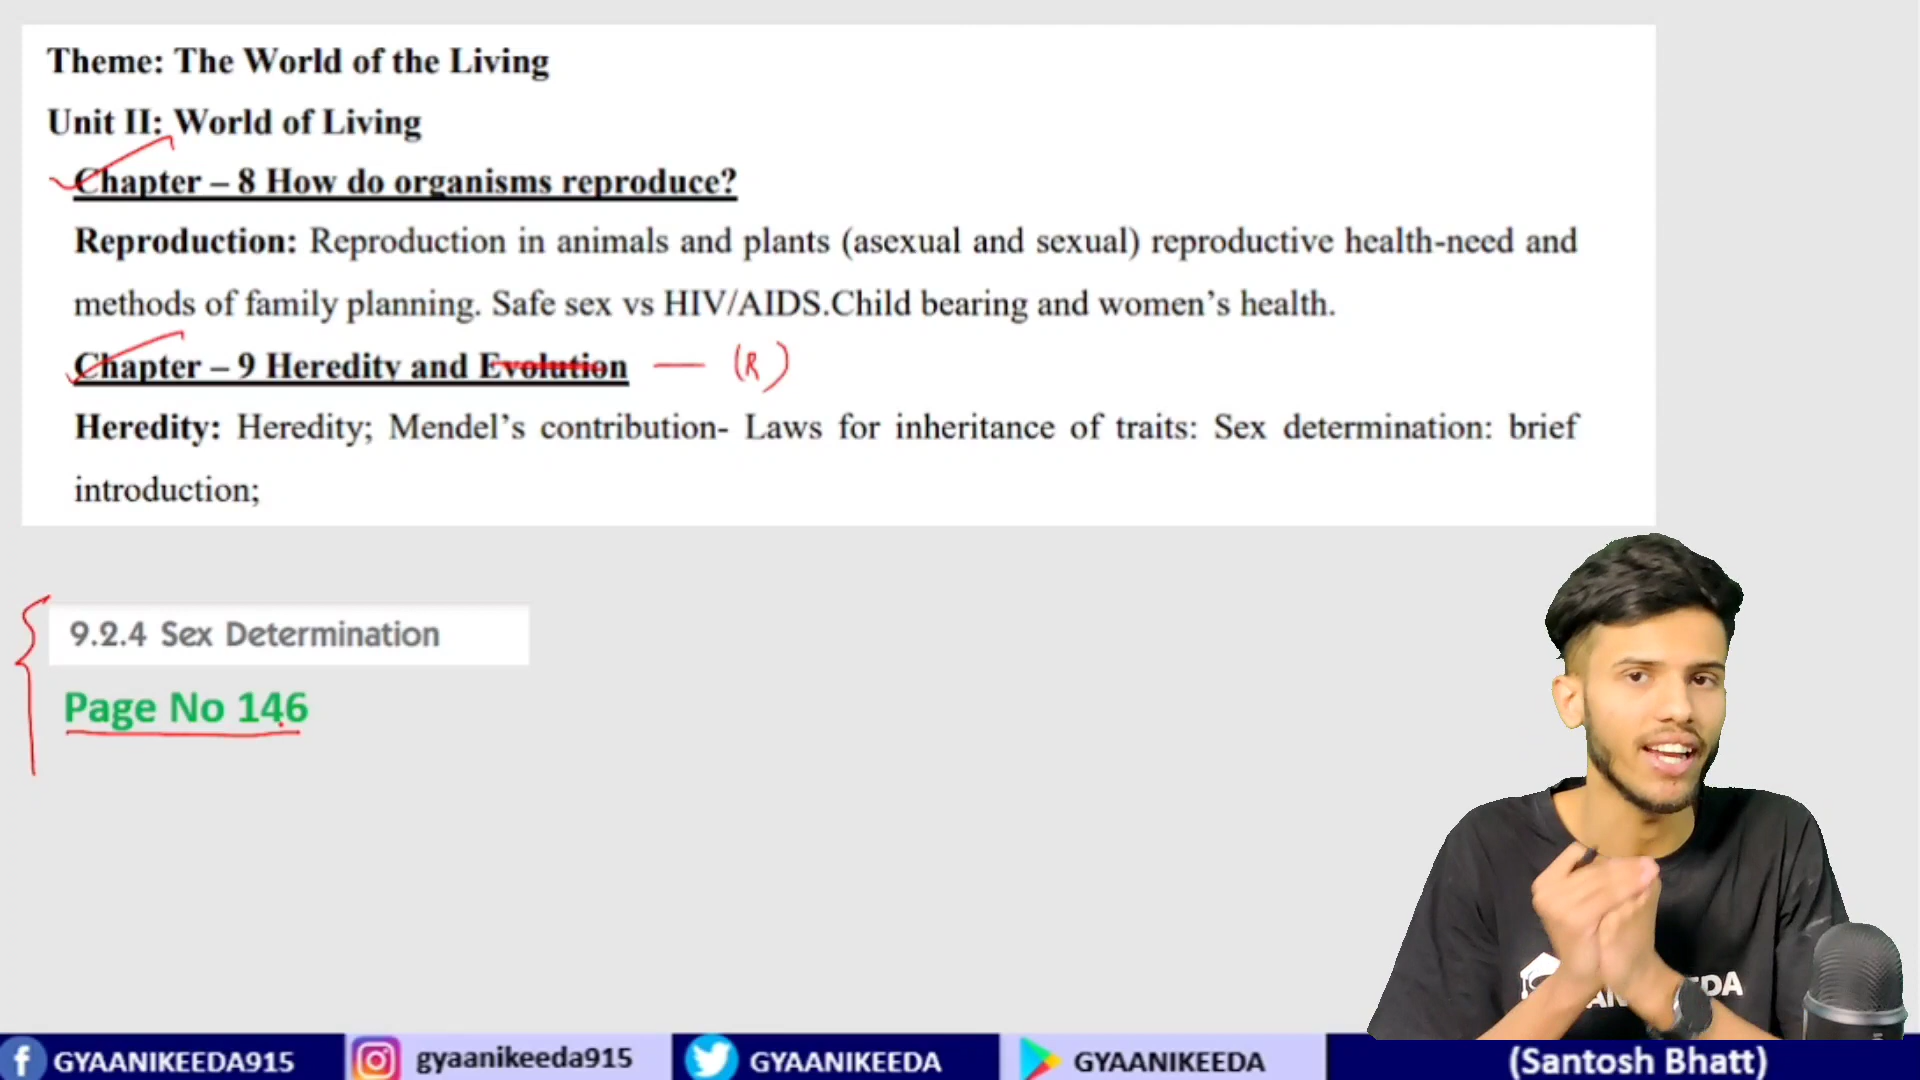 Theme: The World of the Living
Unit II: World of Living
Chapter – 8 How do organisms reproduce?
Reproduction: Reproduction in animals and plants (asexual and sexual) reproductive health-need and
methods of family planning. Safe sex vs HIV/AIDS.Child bearing and women’s health.
Chapter – 9 Heredity and Evolution — (R)
Heredity: Heredity; Mendel’s contribution- Laws for inheritance of traits: Sex determination: brief
introduction;
9.2.4 Sex Determination
Page No 146
GYAANIKEEDA915
gyaanikeeda915
GYAANIKEEDA
GYAANIKEEDA
(Santosh Bhatt)